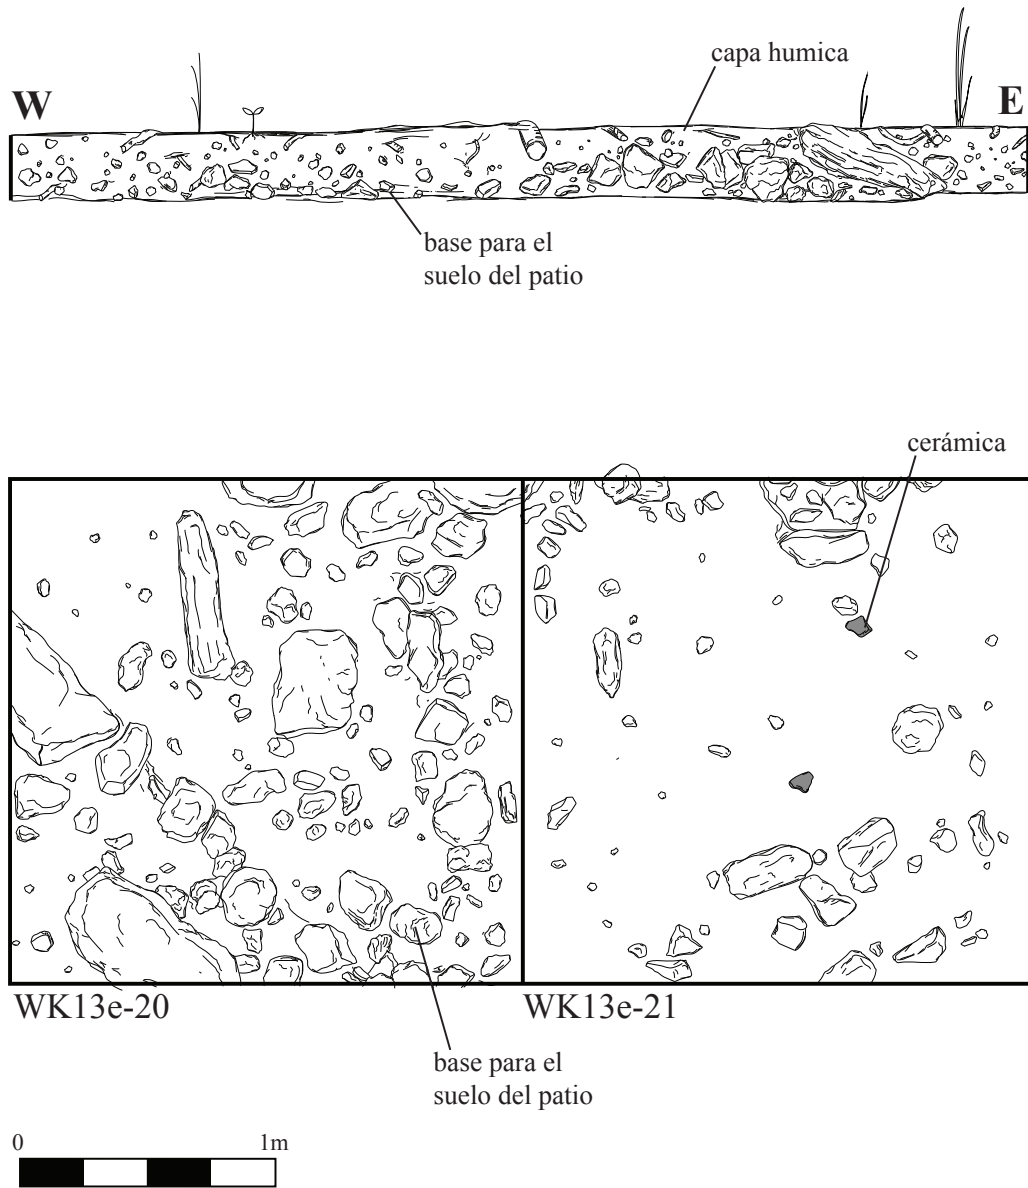 capa humica
W
E
base para el
suelo del patio
cerámica
WK13e-20
WK13e-21
base para el
suelo del patio
0
1m